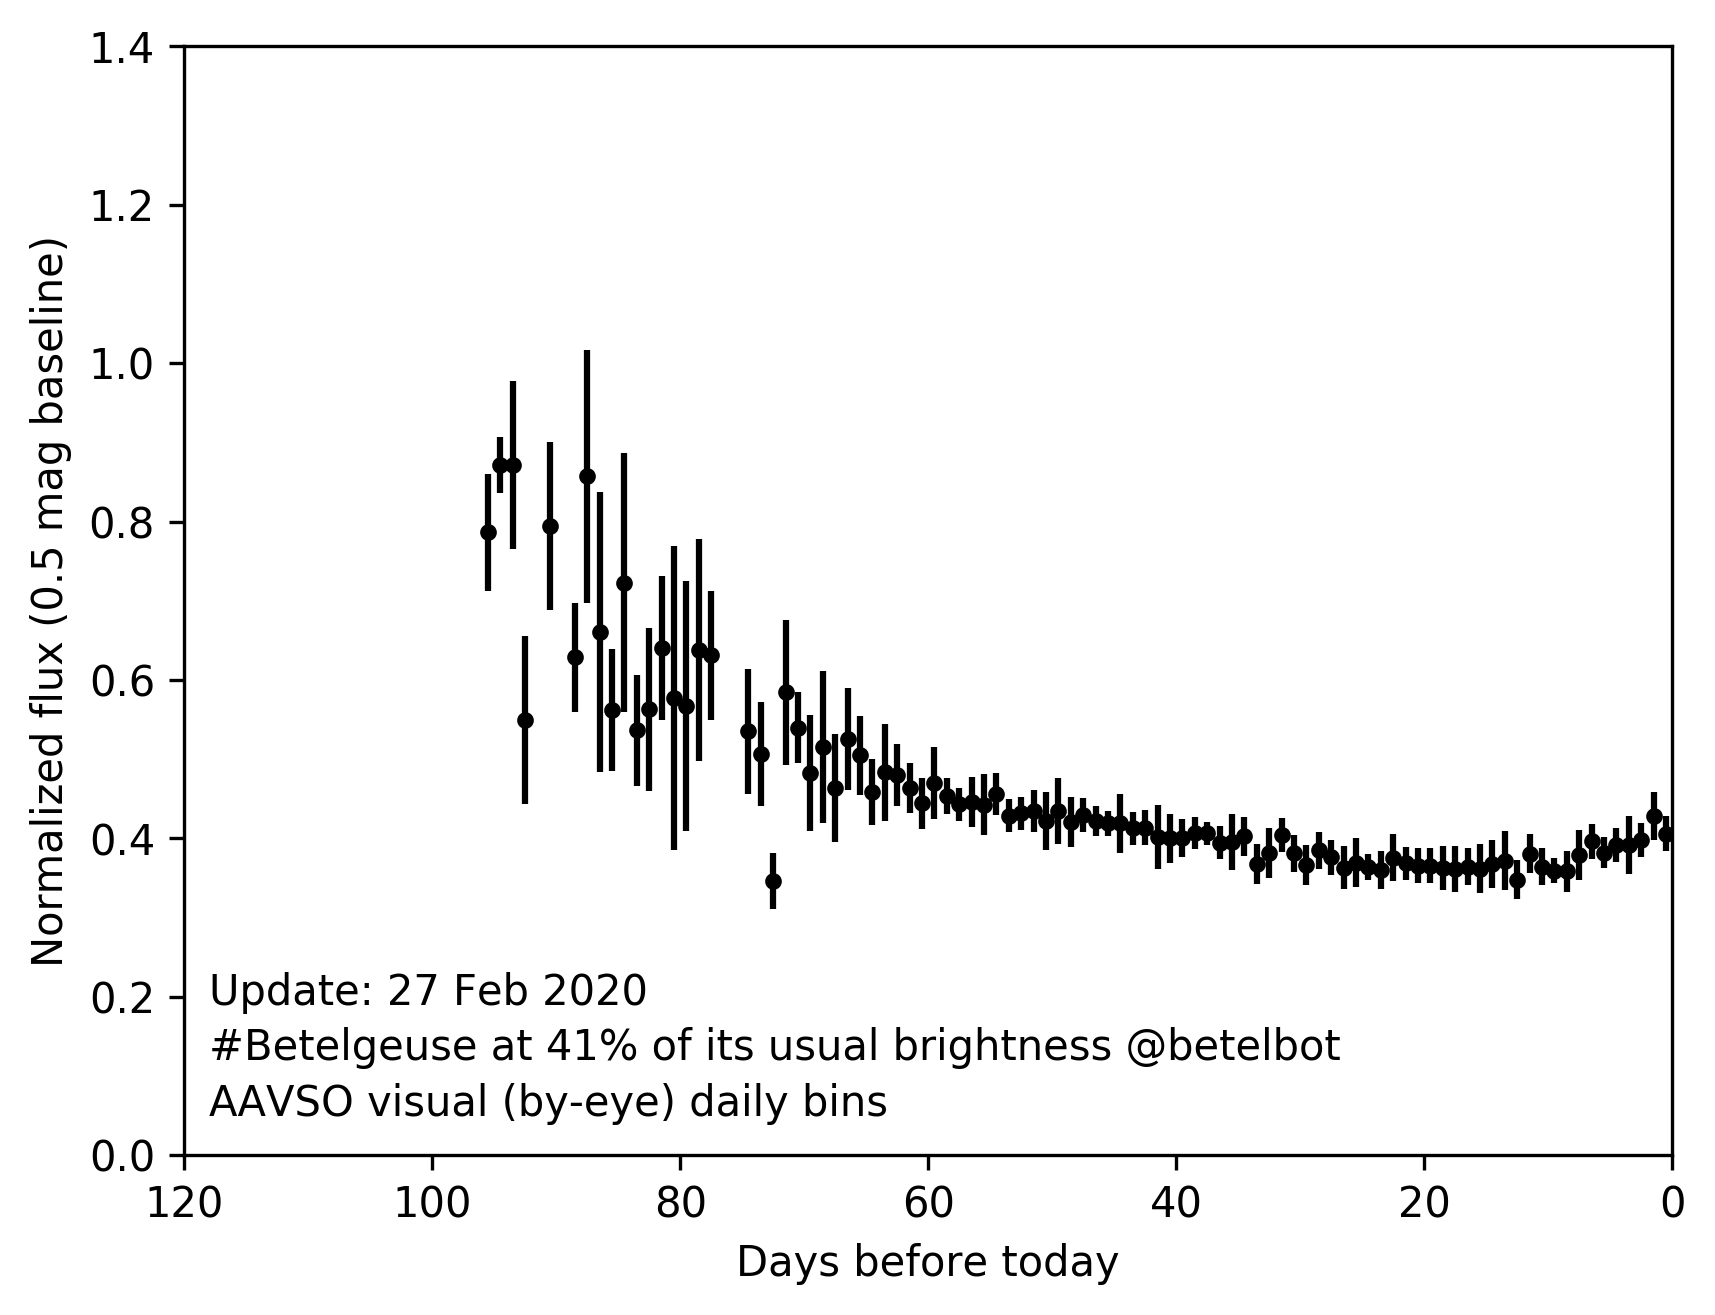 1.4
1.2
1.0
0.8
0.6
0.4
0.2
0.0
Normalized flux (0.5 mag baseline)
Update: 27 Feb 2020
#Betelgeuse at 41% of its usual brightness @betelbot
AAVSO visual (by-eye) daily bins
120 100 80 60 40 20 0
Days before today